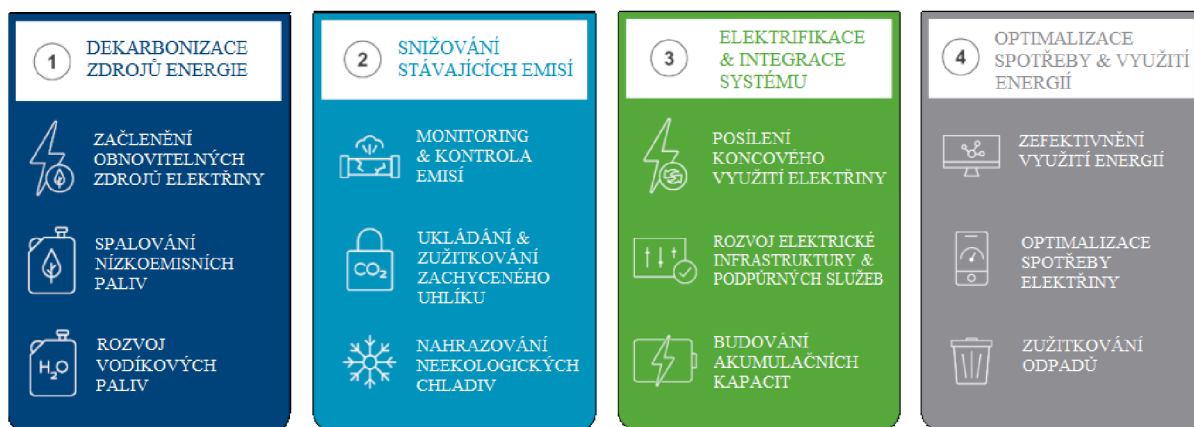 1
DEKARBONIZACE
ZDROJŮ ENERGIE
ZAČLENĚNÍ
OBNOVITELNÝCH
ZDROJŮ ELEKTŘINY
SPALOVÁNÍ
NÍZKOEMISNÍCH
PALIV
H₂O
ROZVOJ
VODÍKOVÝCH
PALIV
2
SNIŽOVÁNÍ
STÁVAJÍCÍCH EMISÍ
MONITORING
& KONTROLA
EMISÍ
CO₂
UKLÁDÁNÍ &
ZUŽITKOVÁNÍ
ZACHYCENÉHO
UHLÍKU
NAHRAZOVÁNÍ
NEEKOLOGICKÝCH
CHLADIV
3
ELEKTRIFIKACE
& INTEGRACE
SYSTÉMU
POSÍLENÍ
KONCOVÉHO
VYUŽITÍ ELEKTŘINY
ROZVOJ ELEKTRICKÉ
INFRASTRUKTURY &
PODPŮRNÝCH SLUŽEB
BUDOVÁNÍ
AKUMULAČNÍCH
KAPACIT
4
OPTIMALIZACE
SPOTŘEBY & VYUŽITÍ
ENERGIÍ
ZEFEKTIVNĚNÍ
VYUŽITÍ ENERGIÍ
OPTIMALIZACE
SPOTŘEBY
ELEKTŘINY
ZUŽITKOVÁNÍ
ODPADŮ